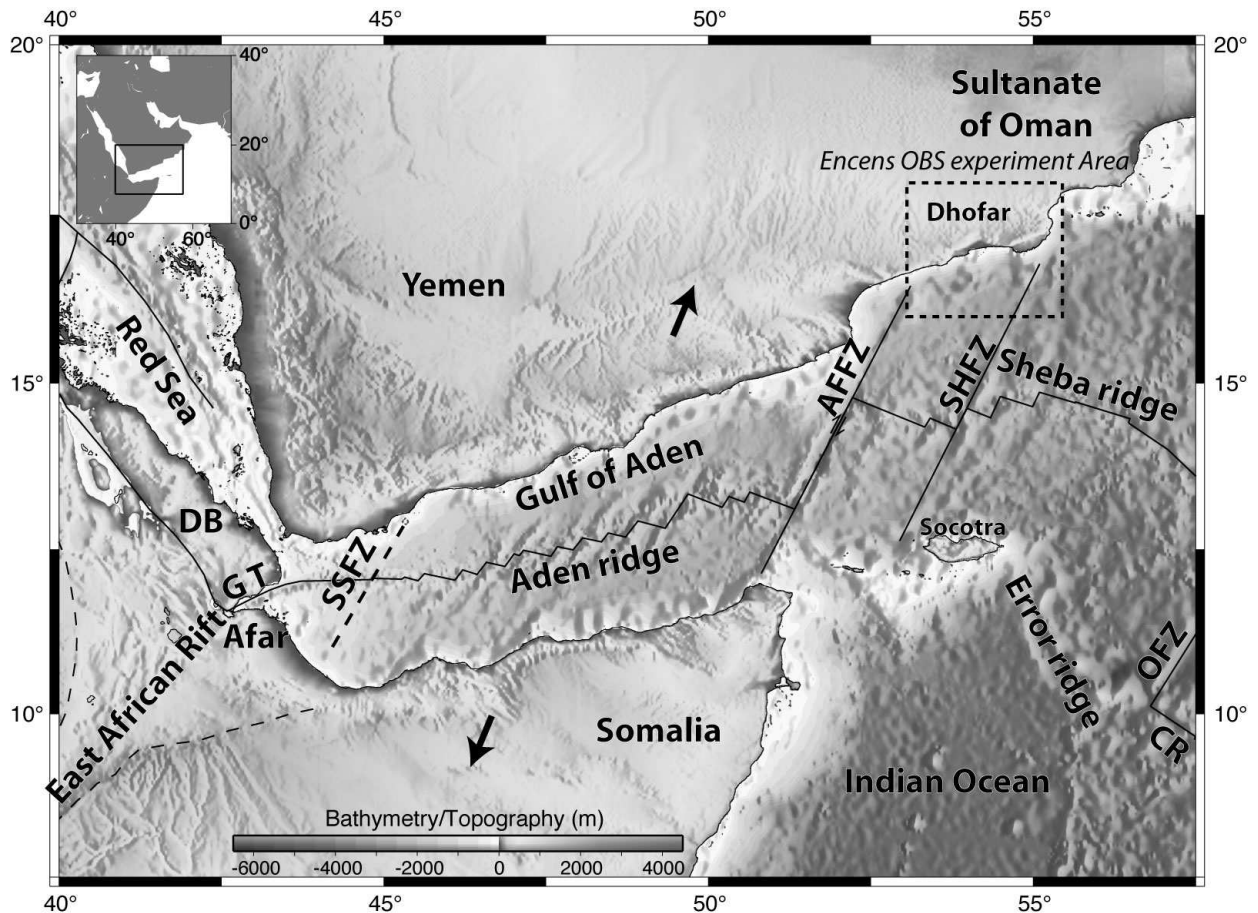 40° 45° 50° 55°
20° 20°
40°
20°
0°
40° 60°
Sultanate
of Oman
Encens OBS experiment Area
Dhofar
Yemen
Red Sea
15° 15°
AFFZ
SHFZ
Sheba ridge
Gulf of Aden
DB
SSFZ
Socotra
Aden ridge
G T
Afar
East African Rift
Error ridge
OFZ
10° 10°
CR
Somalia
Indian Ocean
Bathymetry/Topography (m)
-6000 -4000 -2000 0 2000 4000
40° 45° 50° 55°